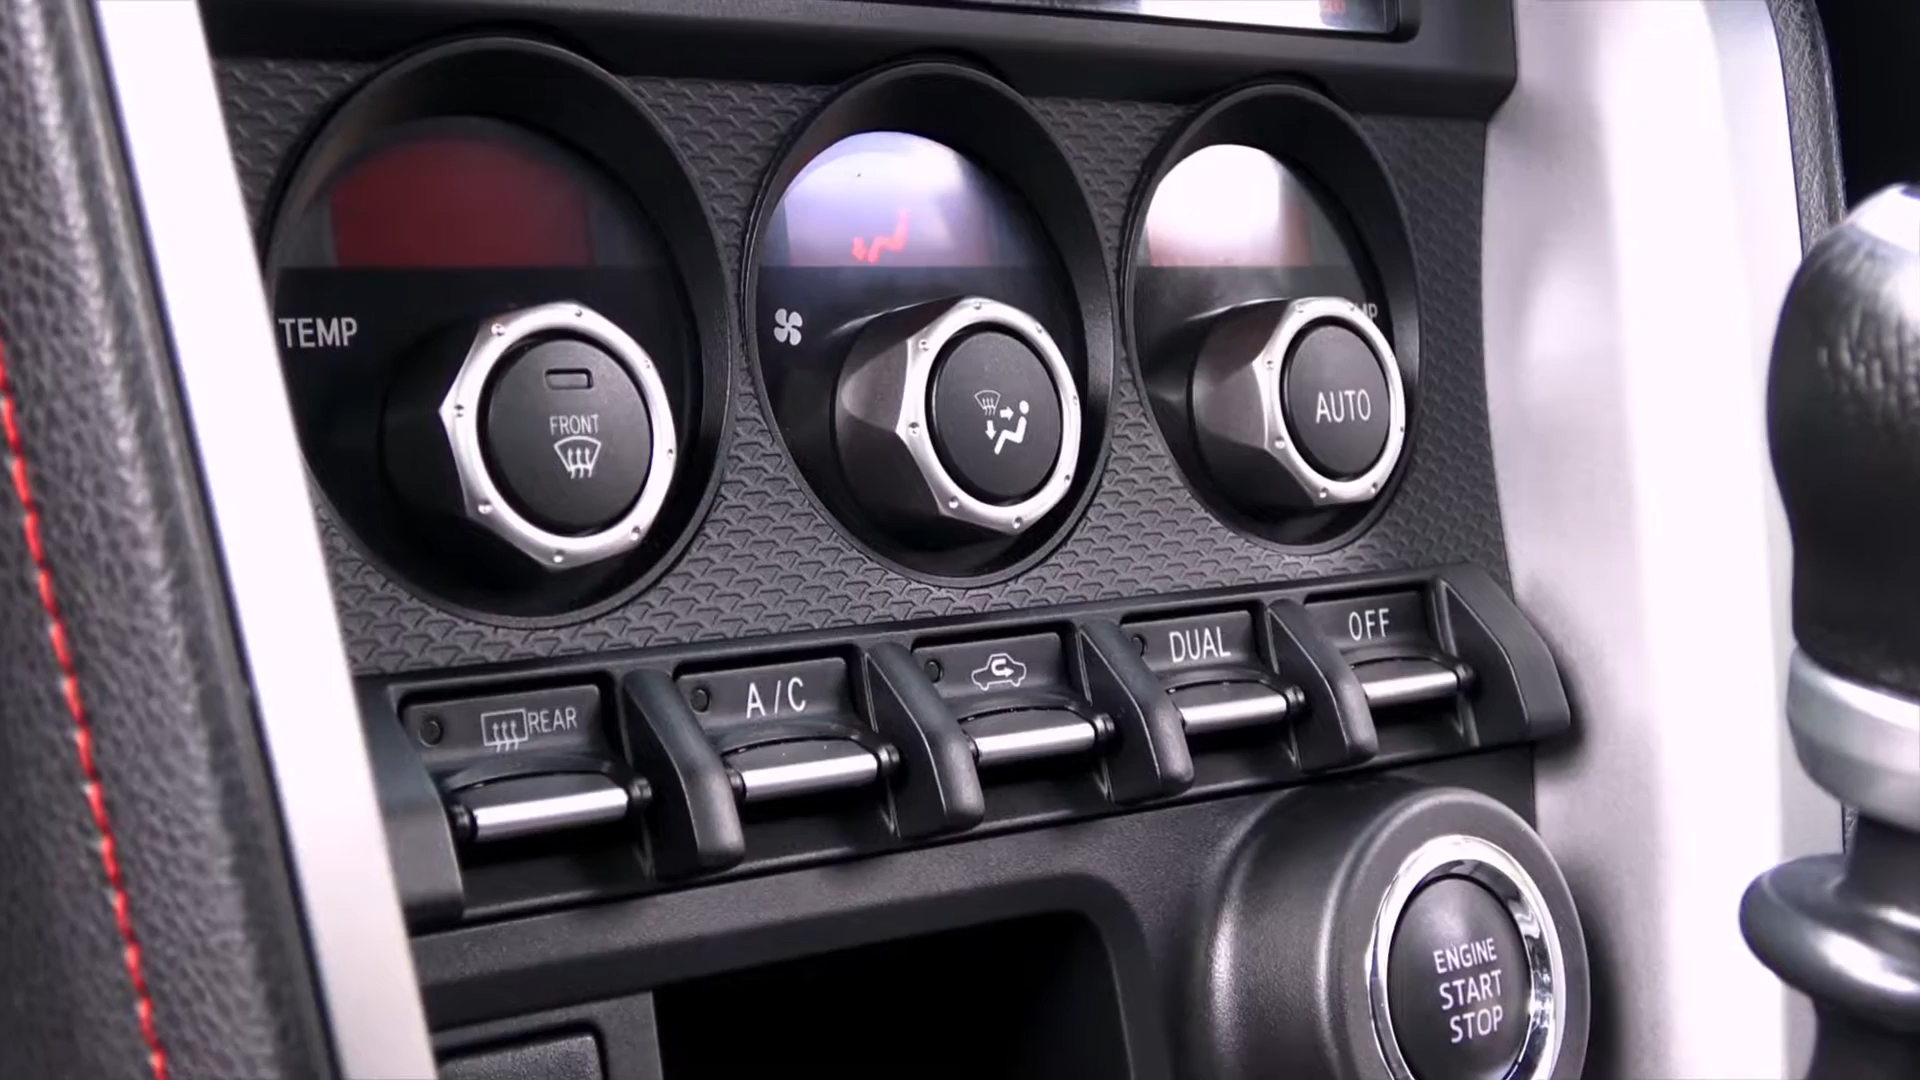 TEMP
FRONT
AUTO
REAR
A/C
DUAL
OFF
ENGINE
START
STOP